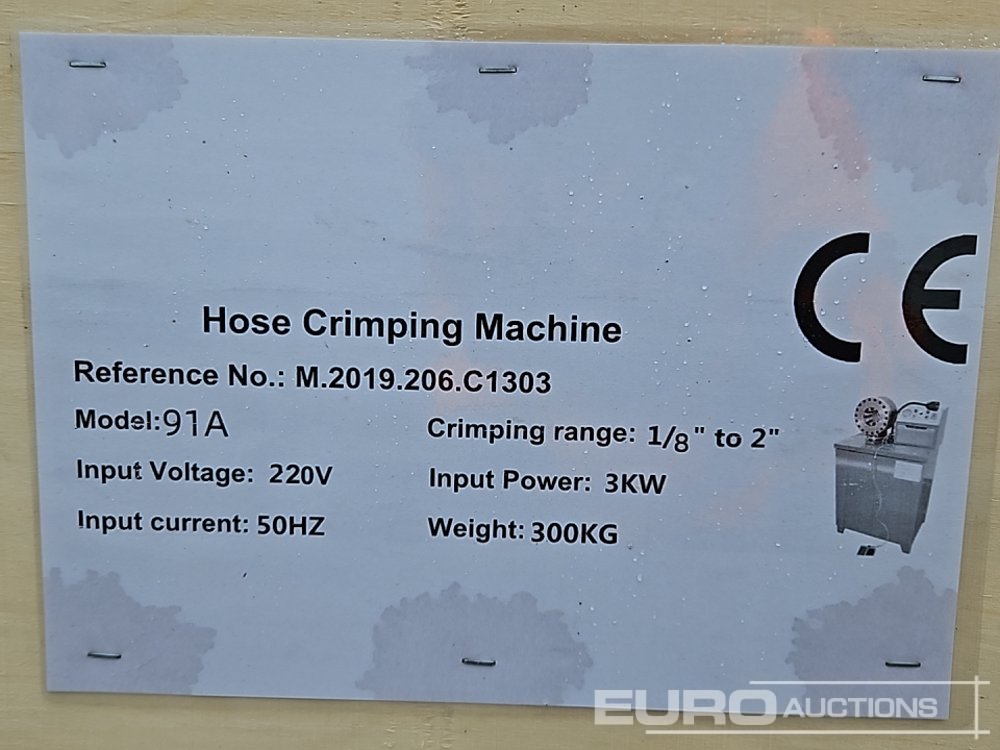 CE
Hose Crimping Machine
Reference No.: M.2019.206.C1303
Model:91A
Crimping range: 1/8" to 2"
Input Voltage: 220V
Input Power: 3KW
Input current: 50HZ
Weight: 300KG
EURO AUCTIONS